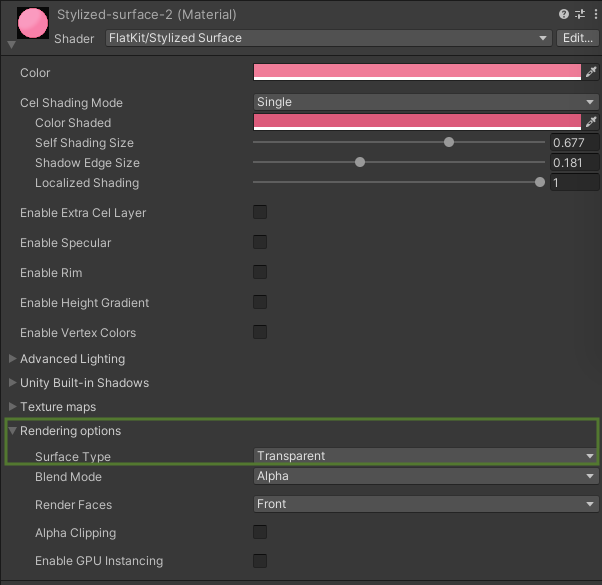 Stylized-surface-2 (Material)
Shader FlatKit/Stylized Surface Edit...
Color
Cel Shading Mode Single
Color Shaded
Self Shading Size 0.677
Shadow Edge Size 0.181
Localized Shading 1
Enable Extra Cel Layer
Enable Specular
Enable Rim
Enable Height Gradient
Enable Vertex Colors
Advanced Lighting
Unity Built-in Shadows
Texture maps
Rendering options
Surface Type Transparent
Blend Mode Alpha
Render Faces Front
Alpha Clipping
Enable GPU Instancing